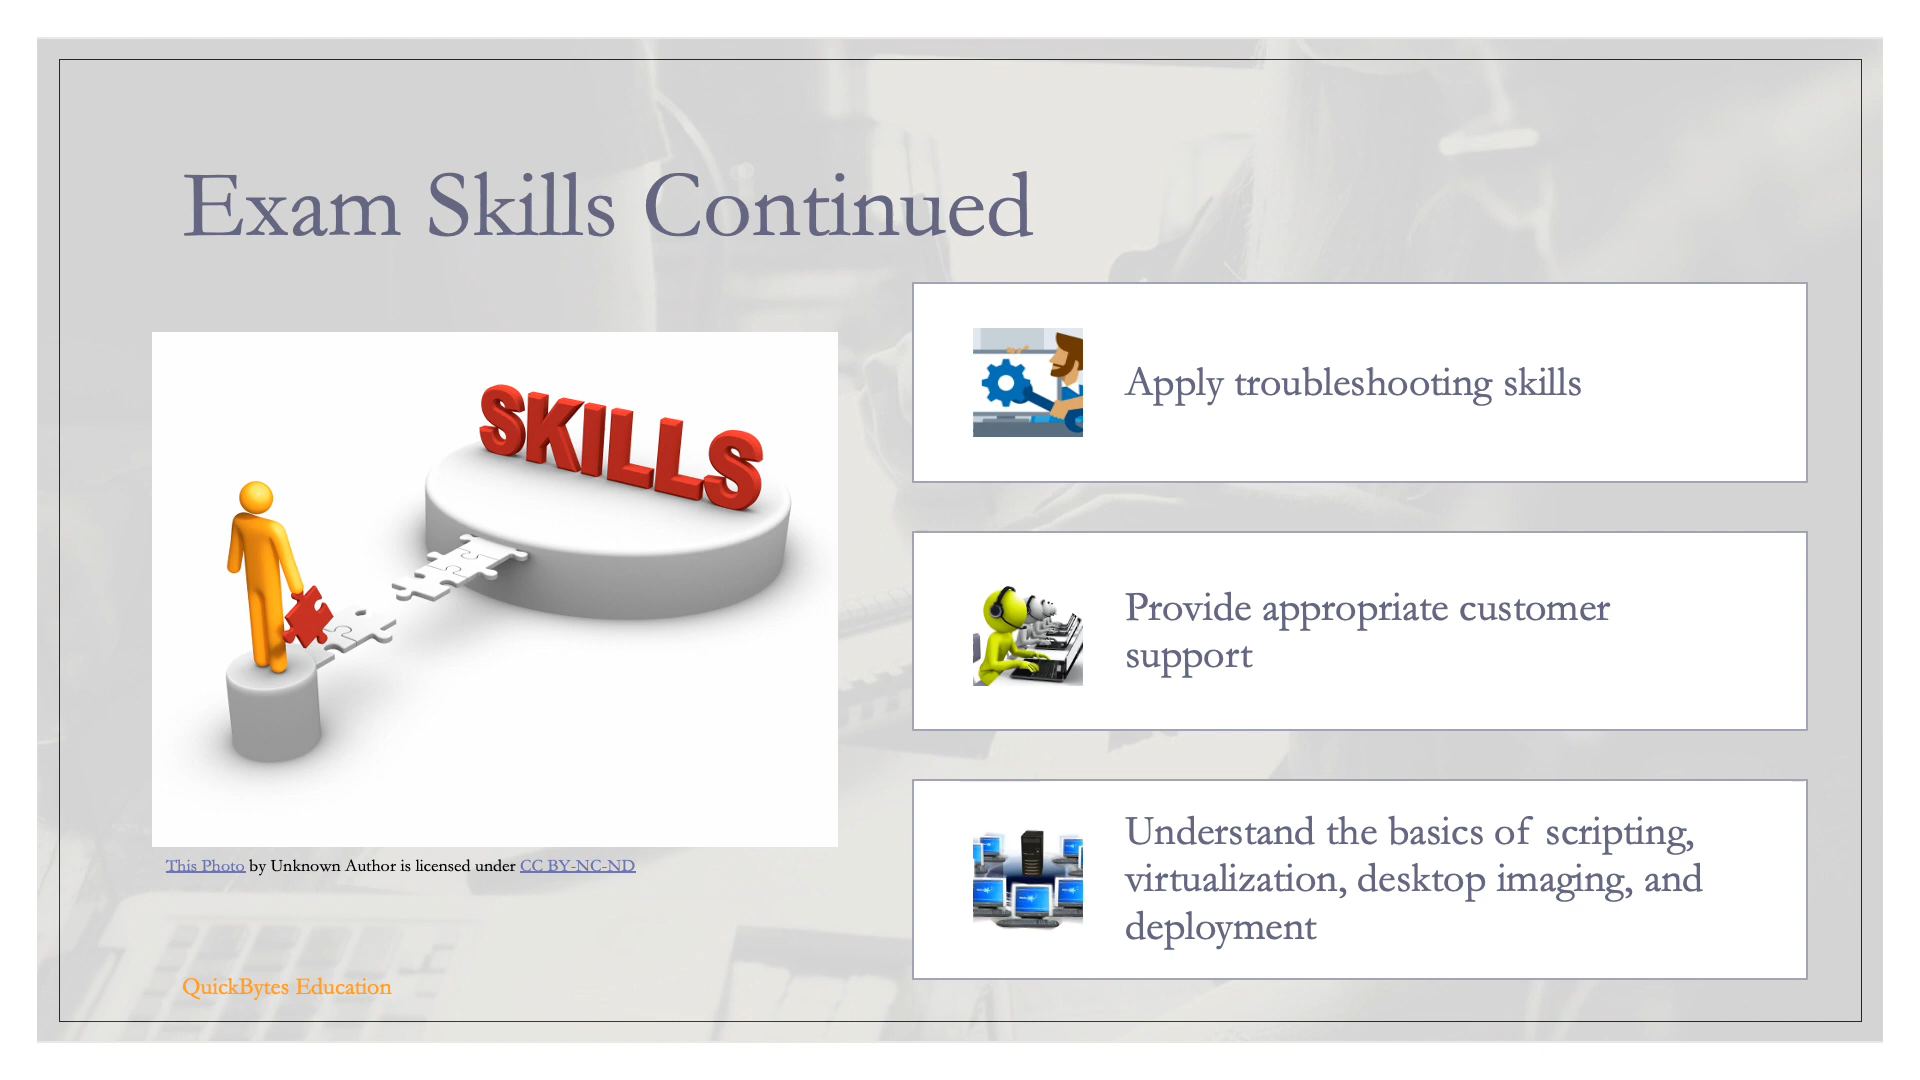 Exam Skills Continued
SKILLS
This Photo by Unknown Author is licensed under CC BY-NC-ND
QuickBytes Education
Apply troubleshooting skills
Provide appropriate customer
support
Understand the basics of scripting,
virtualization, desktop imaging, and
deployment